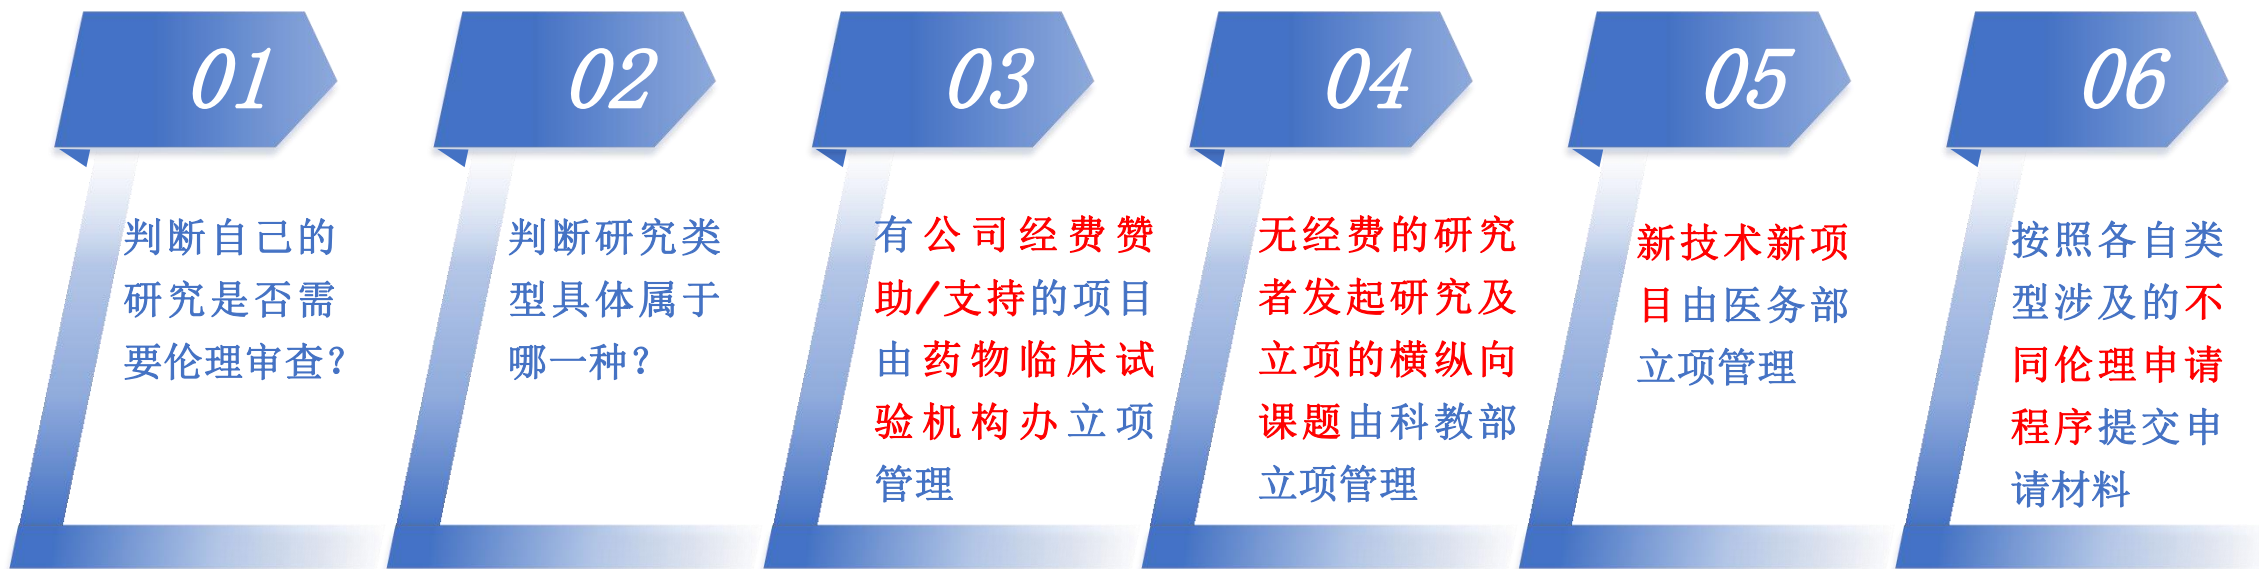 01
判断自己的
研究是否需
要伦理审查？
02
判断研究类
型具体属于
哪一种？
03
有公司经费赞
助/支持的项目
由药物临床试
验机构办立项
管理
04
无经费的研究
者发起研究及
立项的横纵向
课题由科教部
立项管理
05
新技术新项
目由医务部
立项管理
06
按照各自类
型涉及的不
同伦理申请
程序提交申
请材料